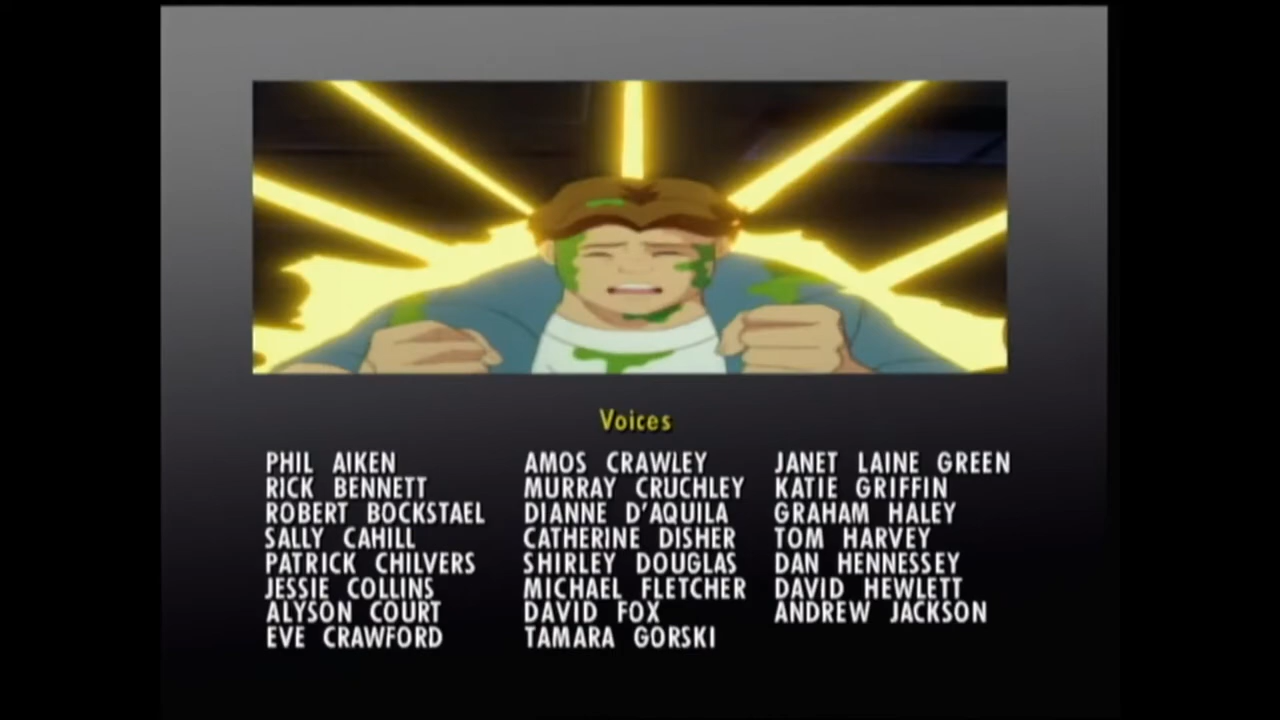 Voices
PHIL AIKEN
RICK BENNETT
ROBERT BOCKSTAEL
SALLY CAHILL
PATRICK CHILVERS
JESSIE COLLINS
ALYSON COURT
EVE CRAWFORD
AMOS CRAWLEY
MURRAY CRUCHLEY
DIANNE D'AQUILA
CATHERINE DISHER
SHIRLEY DOUGLAS
MICHAEL FLETCHER
DAVID FOX
TAMARA GORSKI
JANET LAINE GREEN
KATIE GRIFFIN
GRAHAM HALEY
TOM HARVEY
DAN HENNESSEY
DAVID HEWLETT
ANDREW JACKSON